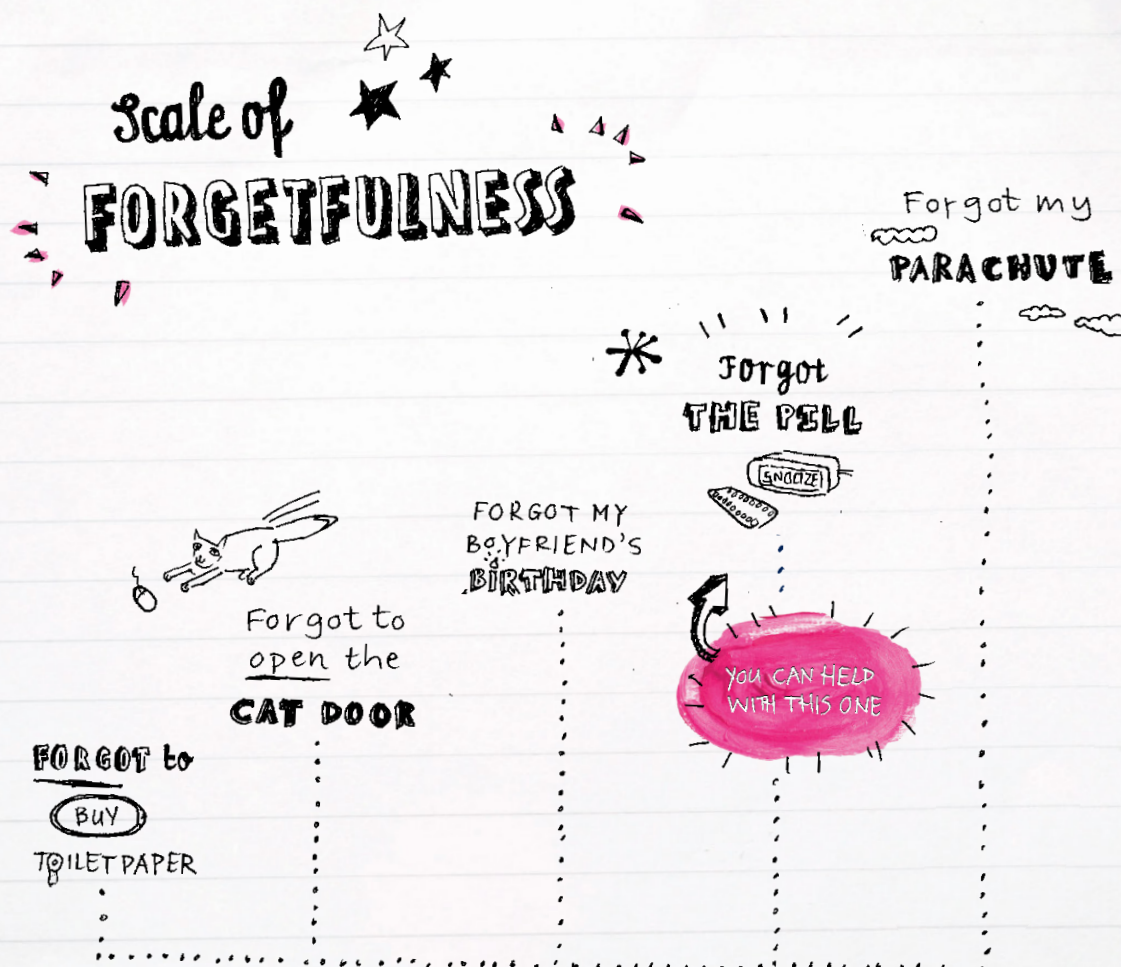 Scale of
FORGETFULNESS
Forgot my
PARACHUTE
Forgot
THE PILL
SNOOZE
FORGOT MY
BOYFRIEND'S
BIRTHDAY
Forgot to
open the
CAT DOOR
YOU CAN HELD
WITH THIS ONE
FORGOT to
BUY
TOILET PAPER